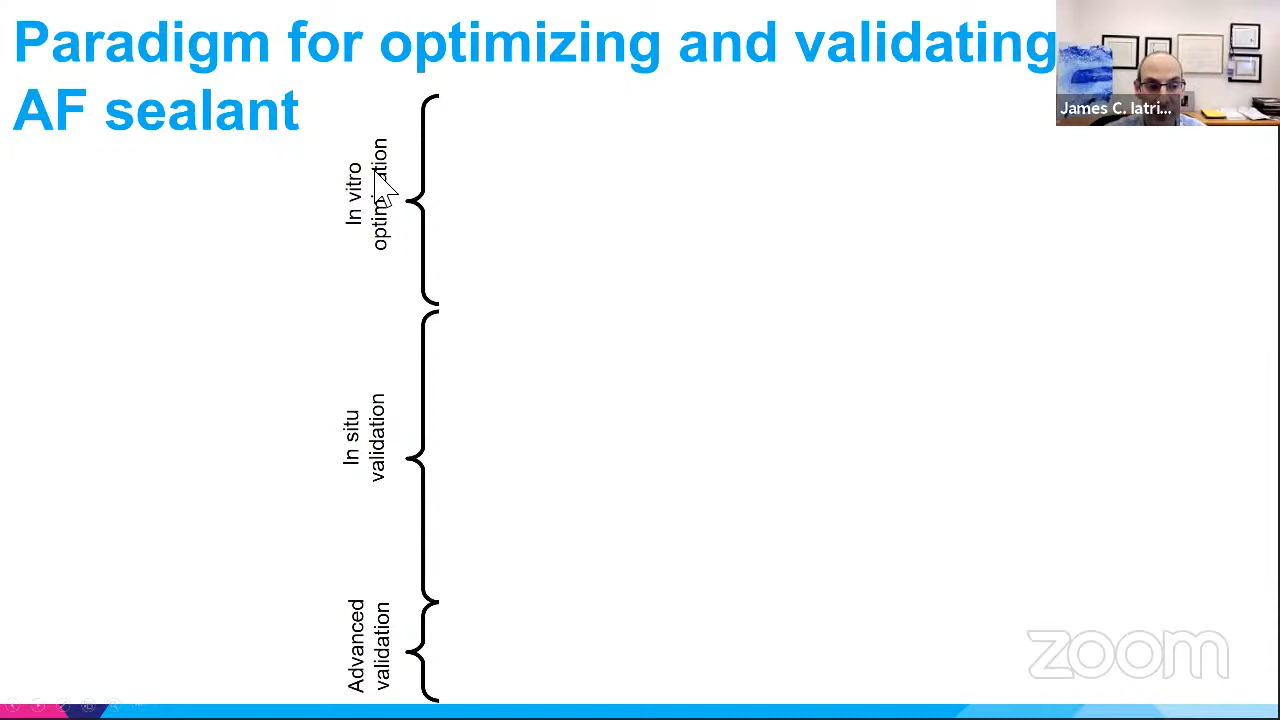 Paradigm for optimizing and validating
AF sealant
James C. Iatri...
In vitro
optimization
In situ
validation
Advanced
validation
zoom